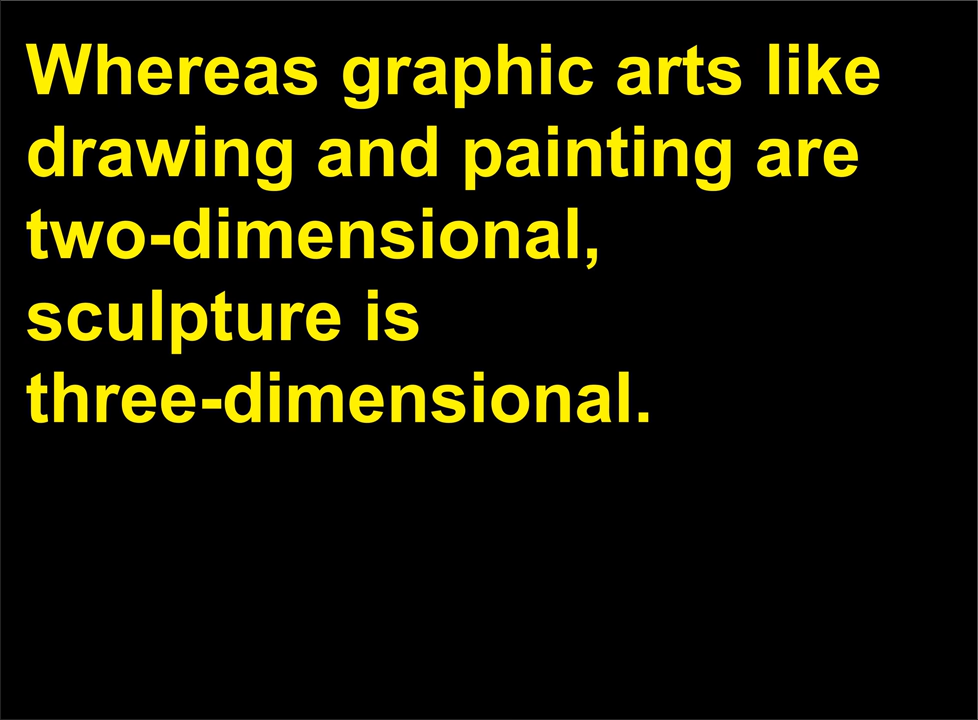 Whereas graphic arts like
drawing and painting are
two-dimensional,
sculpture is
three-dimensional.